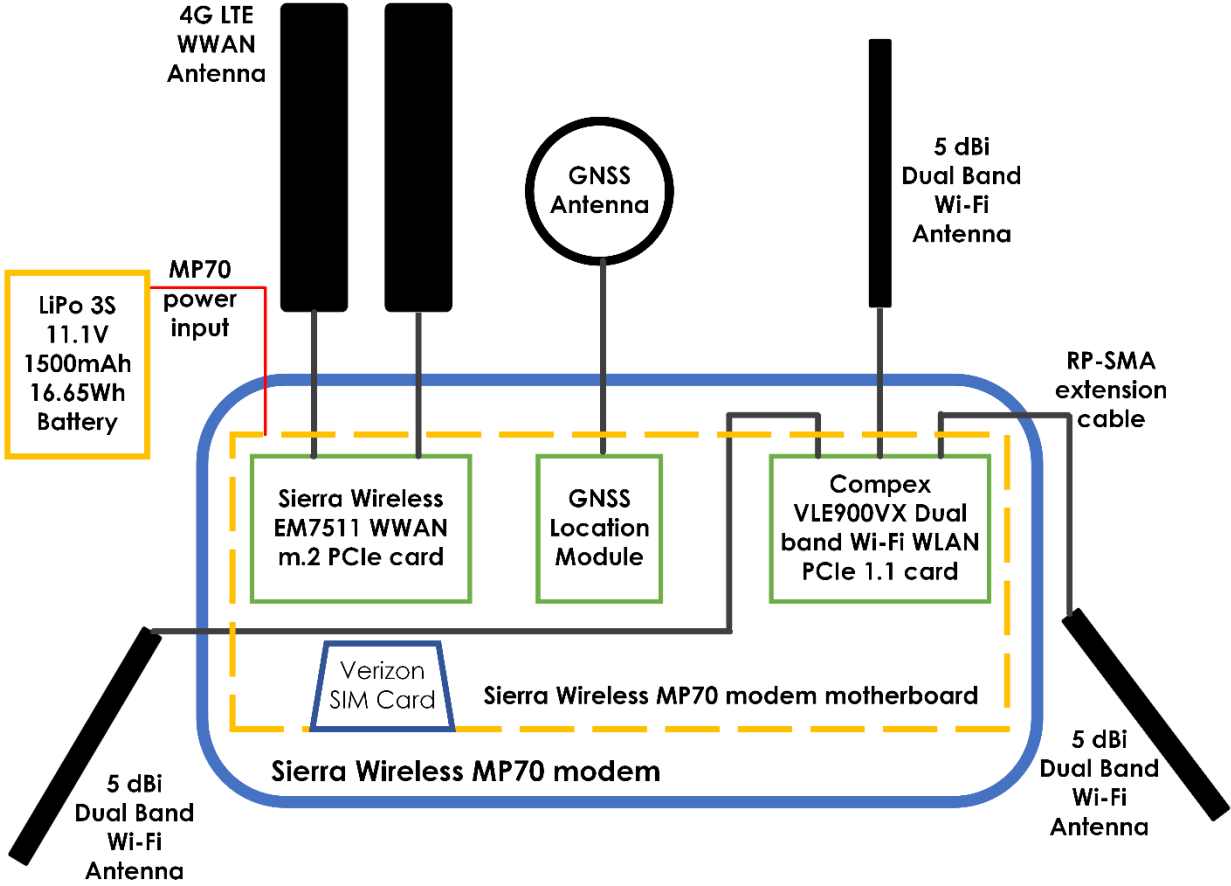 4G LTE
WWAN
Antenna
GNSS
Antenna
5 dBi
Dual Band
Wi-Fi
Antenna
MP70
power
input
LiPo 3S
11.1V
1500mAh
16.65Wh
Battery
RP-SMA
extension
cable
Sierra Wireless
EM7511 WWAN
m.2 PCIe card
GNSS
Location
Module
Compex
VLE900VX Dual
band Wi-Fi WLAN
PCIe 1.1 card
Verizon
SIM Card
Sierra Wireless MP70 modem motherboard
Sierra Wireless MP70 modem
5 dBi
Dual Band
Wi-Fi
Antenna
5 dBi
Dual Band
Wi-Fi
Antenna